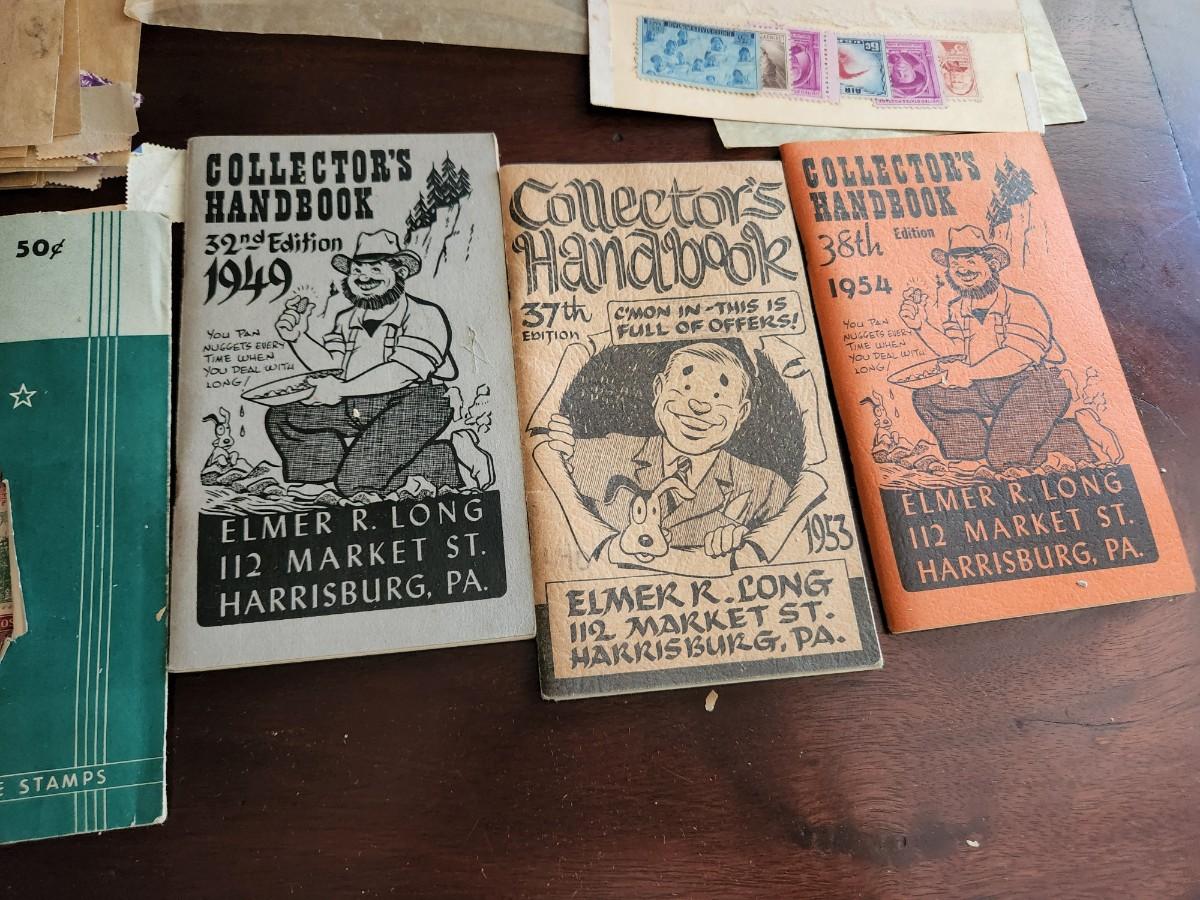 50¢
STAMPS
COLLECTOR'S
HANDBOOK
32nd Edition
1949
YOU PAN
NUGGETS EVERY
TIME WHEN
YOU DEAL WITH
LONG!
ELMER R. LONG
112 MARKET ST.
HARRISBURG, PA.
Collector's
Handbook
37th
EDITION
C'MON IN-THIS IS
FULL OF OFFERS!
1953
ELMER R. LONG
112 MARKET ST.
HARRISBURG, PA.
COLLECTOR'S
HANDBOOK
38th Edition
1954
YOU PAN
NUGGETS EVERY
TIME WHEN
YOU DEAL WITH
LONG!
ELMER R. LONG
112 MARKET ST.
HARRISBURG, PA.
AIR
6¢